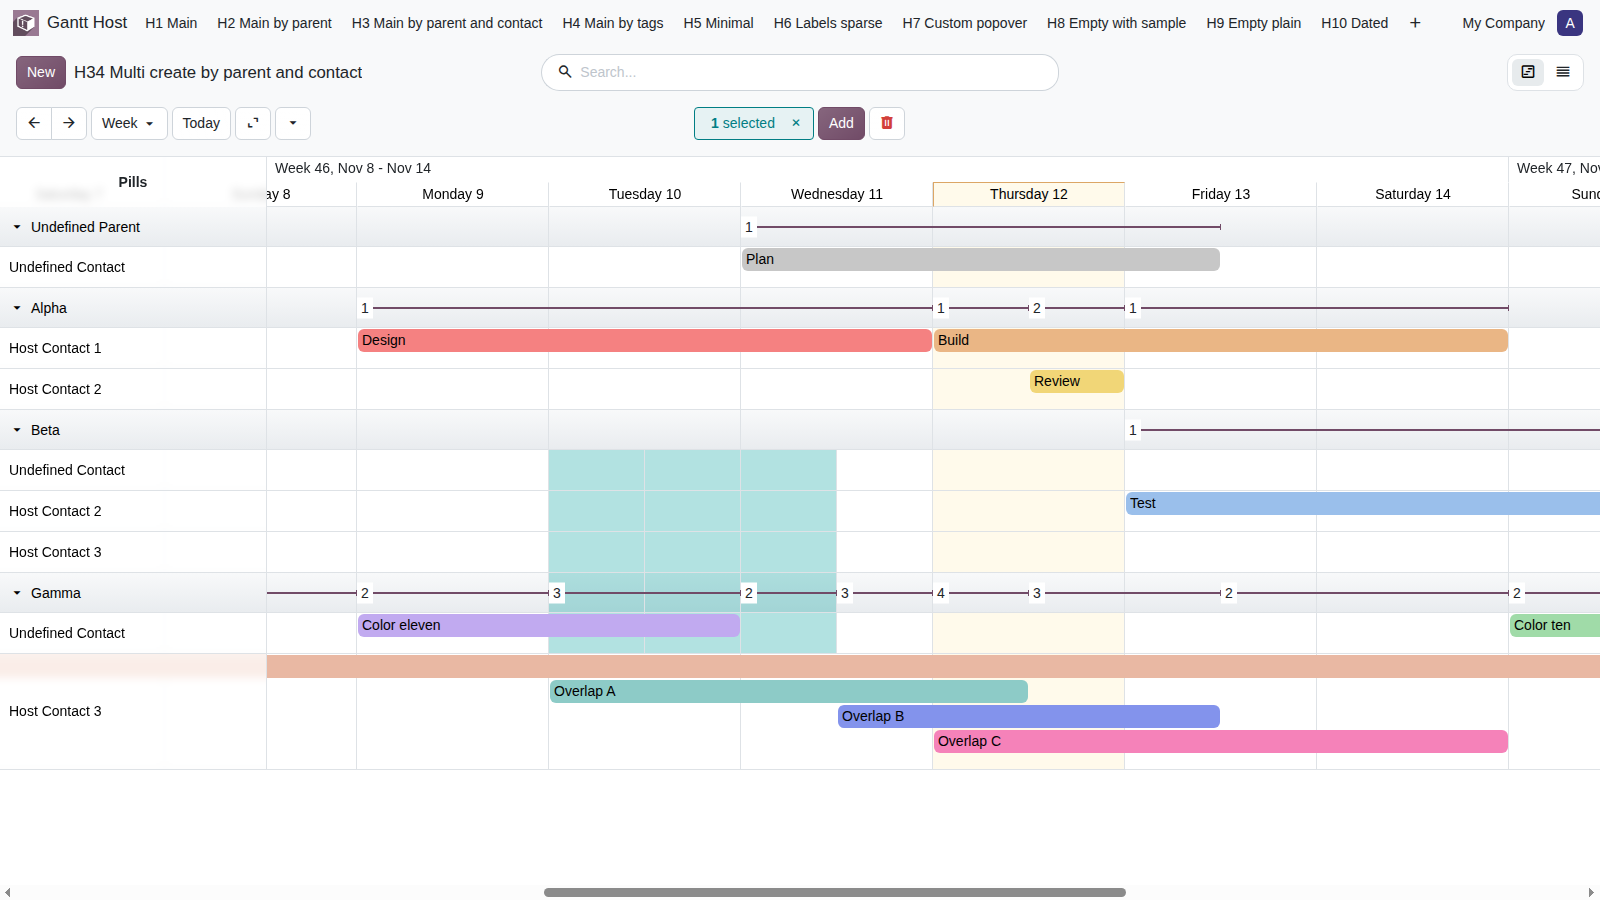 Gantt Host H1 Main H2 Main by parent H3 Main by parent and contact H4 Main by tags H5 Minimal H6 Labels sparse H7 Custom popover H8 Empty with sample H9 Empty plain H10 Dated + My Company A
New H34 Multi create by parent and contact Search...
Week Today 1 selected × Add
Week 46, Nov 8 - Nov 14 Week 47, Nov
Pills
ay 8 Monday 9 Tuesday 10 Wednesday 11 Thursday 12 Friday 13 Saturday 14 Sund
Undefined Parent 1
Undefined Contact Plan
Alpha 1 1 2 1
Host Contact 1 Design Build
Host Contact 2 Review
Beta 1
Undefined Contact
Host Contact 2 Test
Host Contact 3
Gamma 2 3 2 3 4 3 2 2
Undefined Contact Color eleven Color ten
Overlap A
Host Contact 3 Overlap B
Overlap C